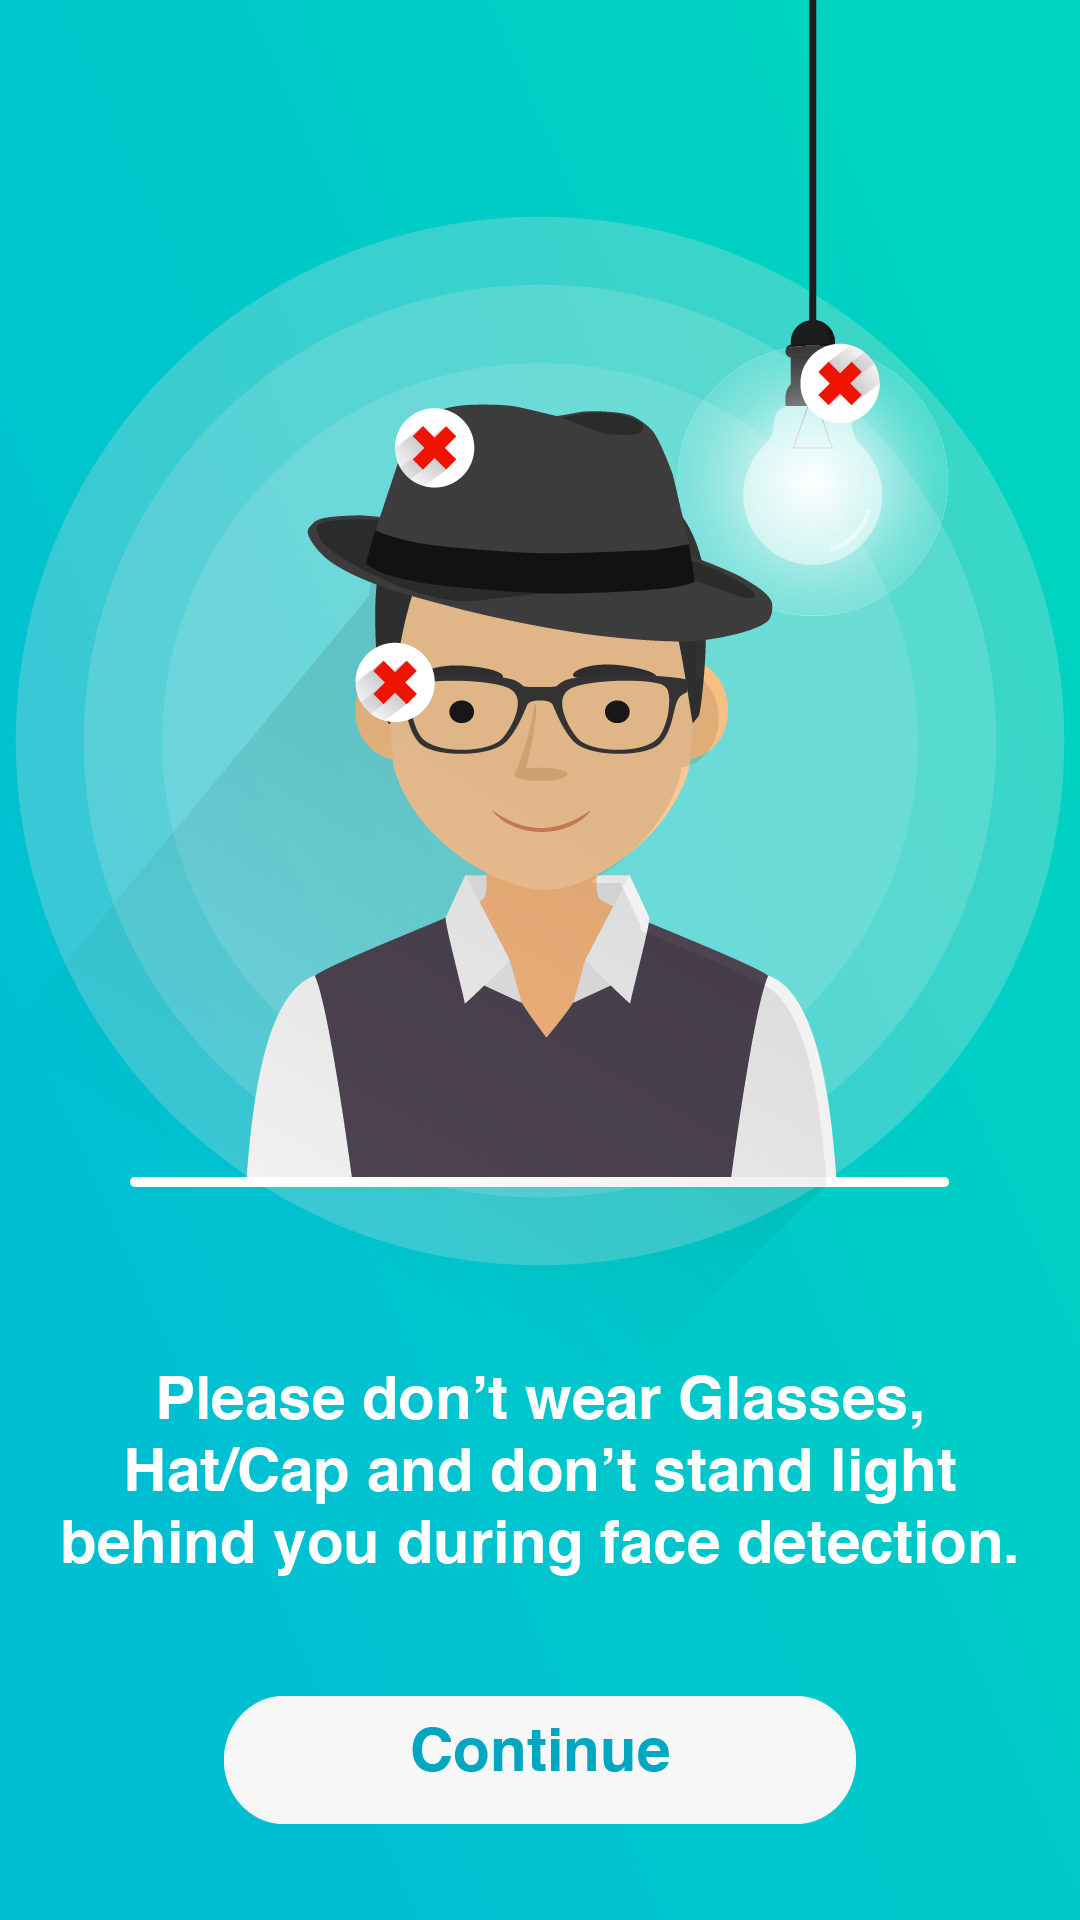 Please don’t wear Glasses,
Hat/Cap and don’t stand light
behind you during face detection.
Continue